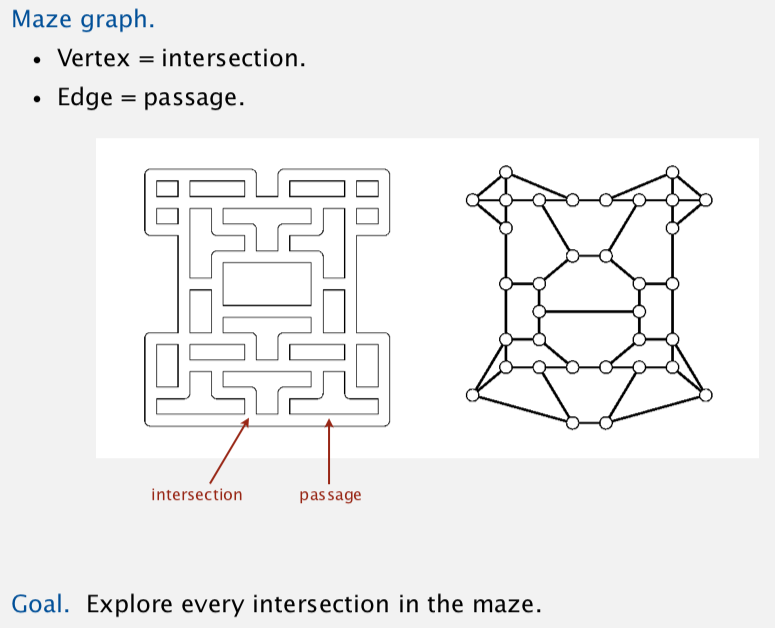 Maze graph.
• Vertex = intersection.
• Edge = passage.
intersection
passage
Goal. Explore every intersection in the maze.